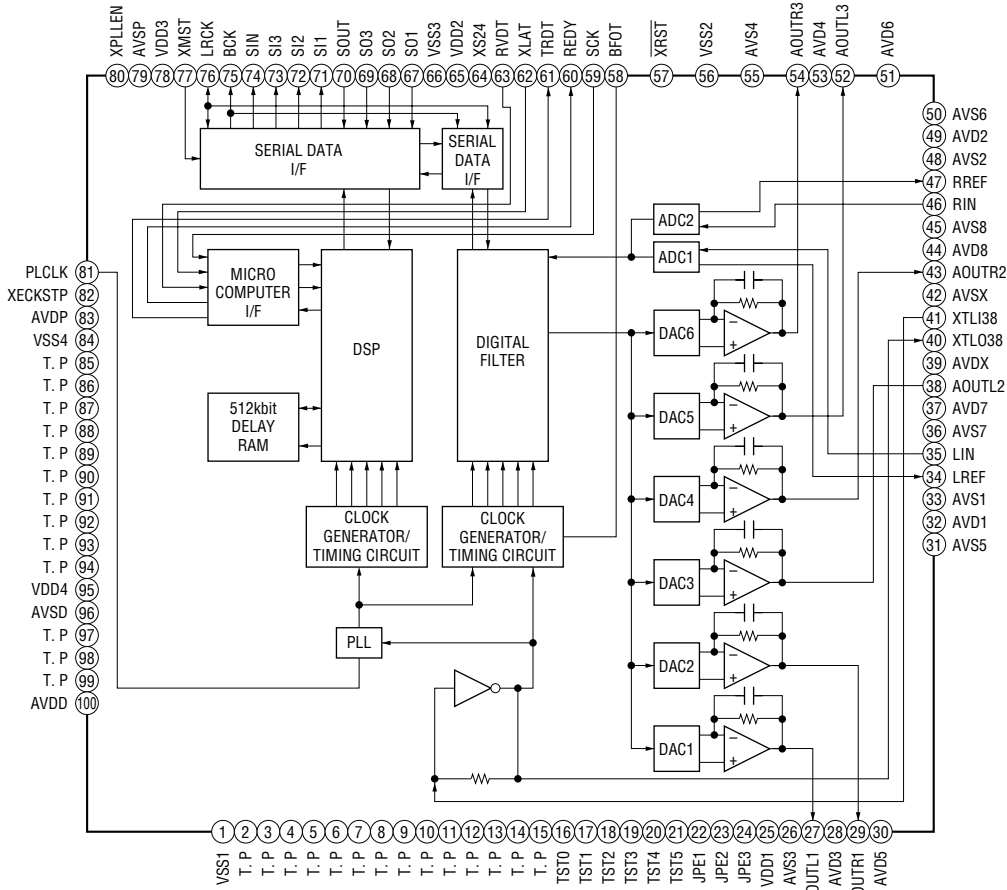 XPLLEN
AVSP
VDD3
XMST
LRCK
BCK
SIN
SI3
SI2
SI1
SOUT
SO3
SO2
SO1
VSS3
VDD2
XS24
RVDT
XLAT
TRDT
REDY
SCK
BFOT
XRST
VSS2
AVS4
AOUTR3
AVD4
AOUTL3
AVD6
80 79 78 77 76 75 74 73 72 71 70 69 68 67 66 65 64 63 62 61 60 59 58 57 56 55 54 53 52 51
50 AVS6
49 AVD2
48 AVS2
47 RREF
46 RIN
45 AVS8
44 AVD8
43 AOUTR2
42 AVSX
41 XTLI38
40 XTLO38
39 AVDX
38 AOUTL2
37 AVD7
36 AVS7
35 LIN
34 LREF
33 AVS1
32 AVD1
31 AVS5
PLCLK 81
XECKSTP 82
AVDP 83
VSS4 84
T. P 85
T. P 86
T. P 87
T. P 88
T. P 89
T. P 90
T. P 91
T. P 92
T. P 93
T. P 94
VDD4 95
AVSD 96
T. P 97
T. P 98
T. P 99
AVDD 100
SERIAL DATA
I/F
SERIAL
DATA
I/F
MICRO
COMPUTER
I/F
DSP
DIGITAL
FILTER
512kbit
DELAY
RAM
CLOCK
GENERATOR/
TIMING CIRCUIT
CLOCK
GENERATOR/
TIMING CIRCUIT
PLL
ADC2
ADC1
DAC6
−
+
DAC5
−
+
DAC4
−
+
DAC3
−
+
DAC2
−
+
DAC1
−
+
1 2 3 4 5 6 7 8 9 10 11 12 13 14 15 16 17 18 19 20 21 22 23 24 25 26 27 28 29 30
VSS1
T. P
T. P
T. P
T. P
T. P
T. P
T. P
T. P
T. P
T. P
T. P
T. P
T. P
T. P
TST0
TST1
TST2
TST3
TST4
TST5
JPE1
JPE2
JPE3
VDD1
AVS3
OUTL1
AVD3
OUTR1
AVD5